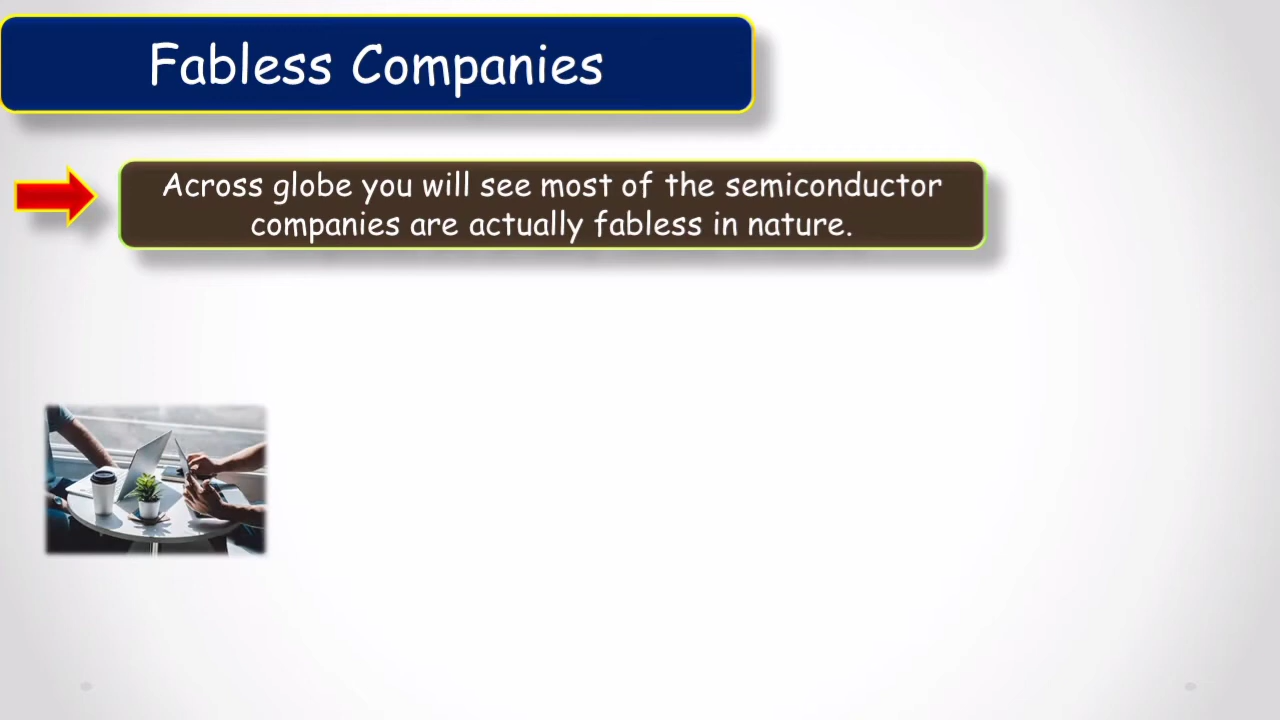 Fabless Companies
Across globe you will see most of the semiconductor
companies are actually fabless in nature.